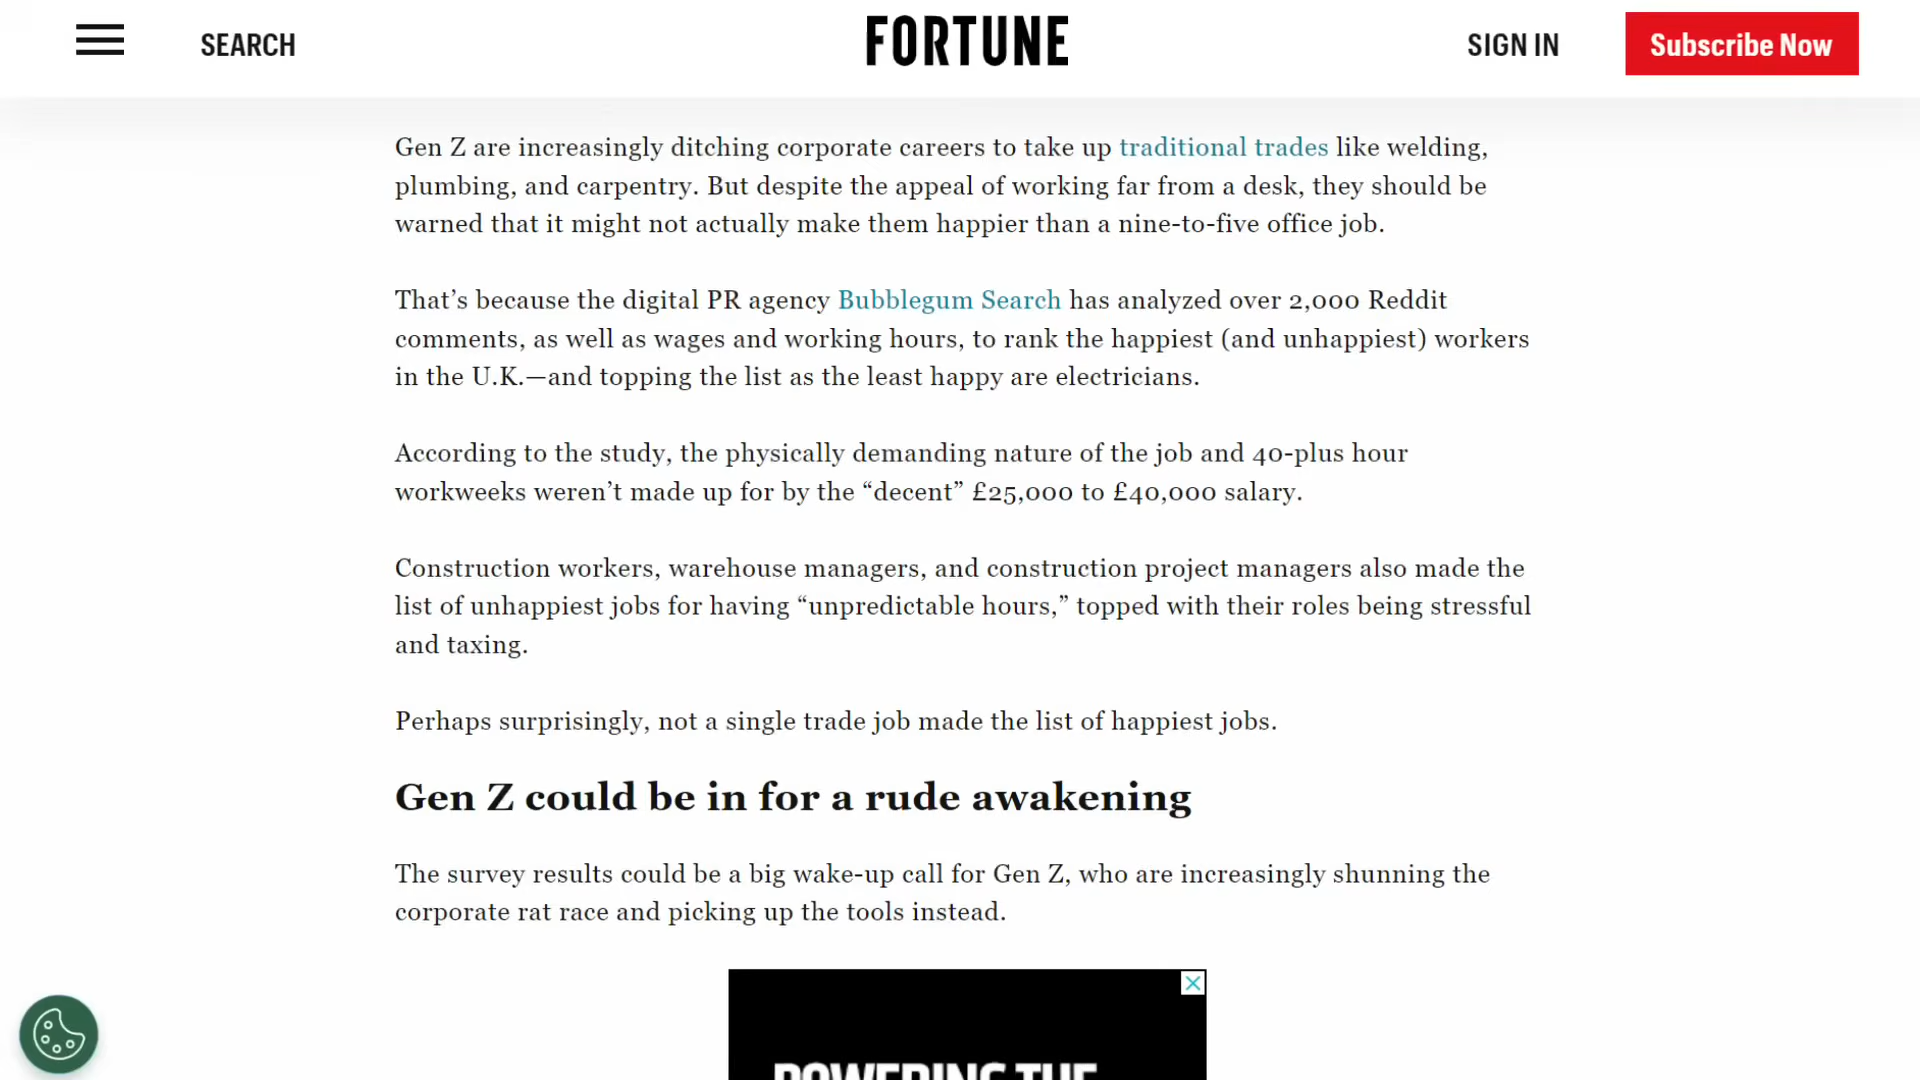 SEARCH
FORTUNE
SIGN IN
Subscribe Now
Gen Z are increasingly ditching corporate careers to take up traditional trades like welding,
plumbing, and carpentry. But despite the appeal of working far from a desk, they should be
warned that it might not actually make them happier than a nine-to-five office job.
That’s because the digital PR agency Bubblegum Search has analyzed over 2,000 Reddit
comments, as well as wages and working hours, to rank the happiest (and unhappiest) workers
in the U.K.—and topping the list as the least happy are electricians.
According to the study, the physically demanding nature of the job and 40-plus hour
workweeks weren’t made up for by the “decent” £25,000 to £40,000 salary.
Construction workers, warehouse managers, and construction project managers also made the
list of unhappiest jobs for having “unpredictable hours,” topped with their roles being stressful
and taxing.
Perhaps surprisingly, not a single trade job made the list of happiest jobs.
Gen Z could be in for a rude awakening
The survey results could be a big wake-up call for Gen Z, who are increasingly shunning the
corporate rat race and picking up the tools instead.
POWERING THE